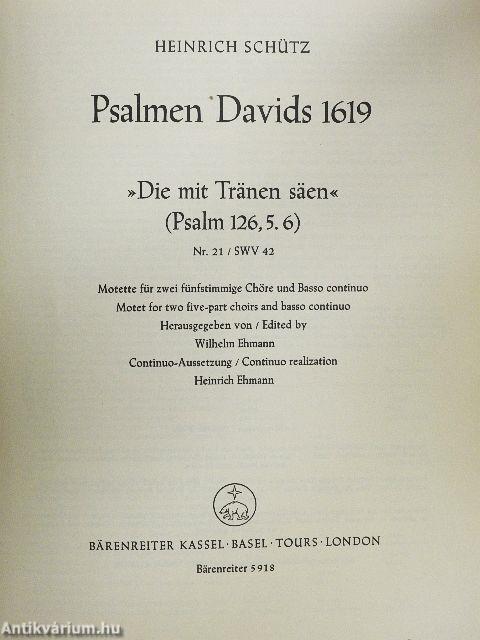 HEINRICH SCHÜTZ
Psalmen Davids 1619
»Die mit Tränen säen«
(Psalm 126, 5. 6)
Nr. 21 / SWV 42
Motette für zwei fünfstimmige Chöre und Basso continuo
Motet for two five-part choirs and basso continuo
Herausgegeben von / Edited by
Wilhelm Ehmann
Continuo-Aussetzung / Continuo realization
Heinrich Ehmann
BÄRENREITER KASSEL · BASEL · TOURS · LONDON
Bärenreiter 5918
Antikvárium.hu